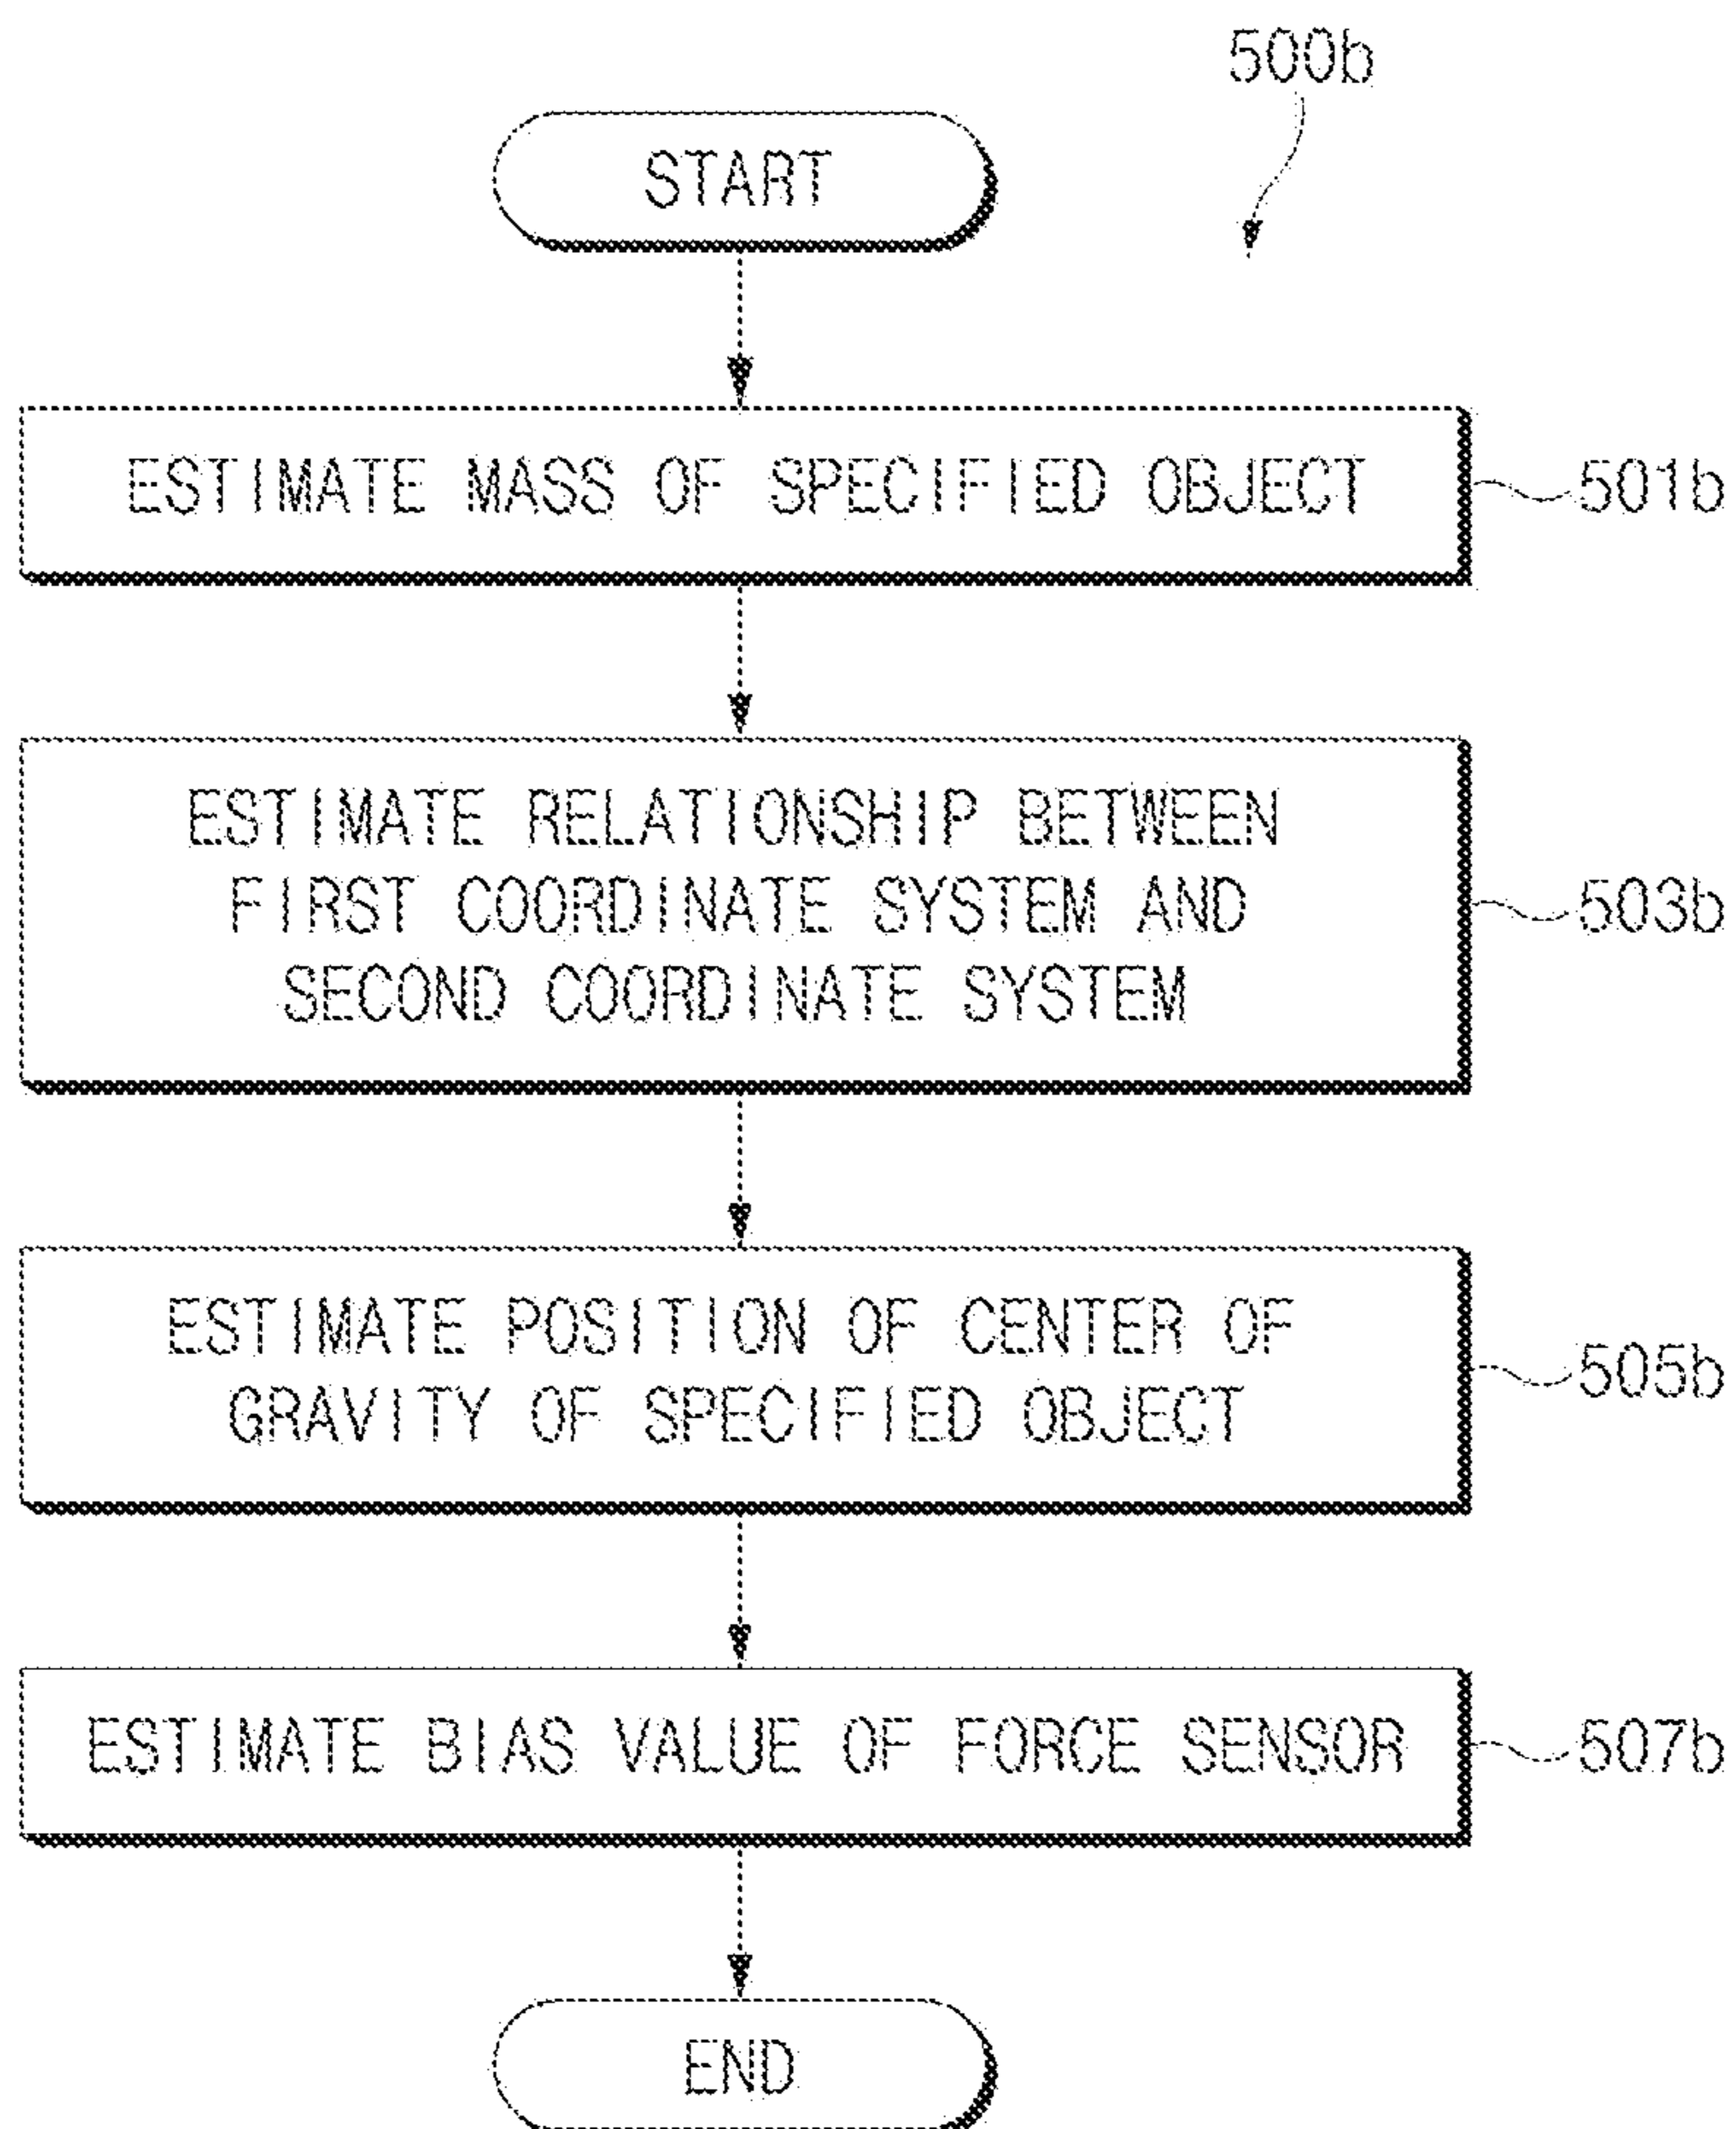 500b
START
ESTIMATE MASS OF SPECIFIED OBJECT
501b
ESTIMATE RELATIONSHIP BETWEEN
FIRST COORDINATE SYSTEM AND
SECOND COORDINATE SYSTEM
503b
ESTIMATE POSITION OF CENTER OF
GRAVITY OF SPECIFIED OBJECT
505b
ESTIMATE BIAS VALUE OF FORCE SENSOR
507b
END